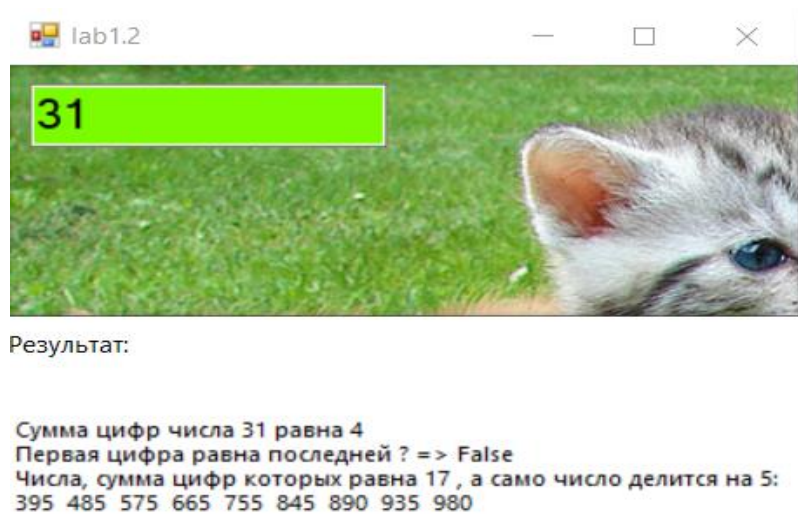 lab1.2
31
Результат:
Сумма цифр числа 31 равна 4
Первая цифра равна последней ? => False
Числа, сумма цифр которых равна 17 , а само число делится на 5:
395 485 575 665 755 845 890 935 980